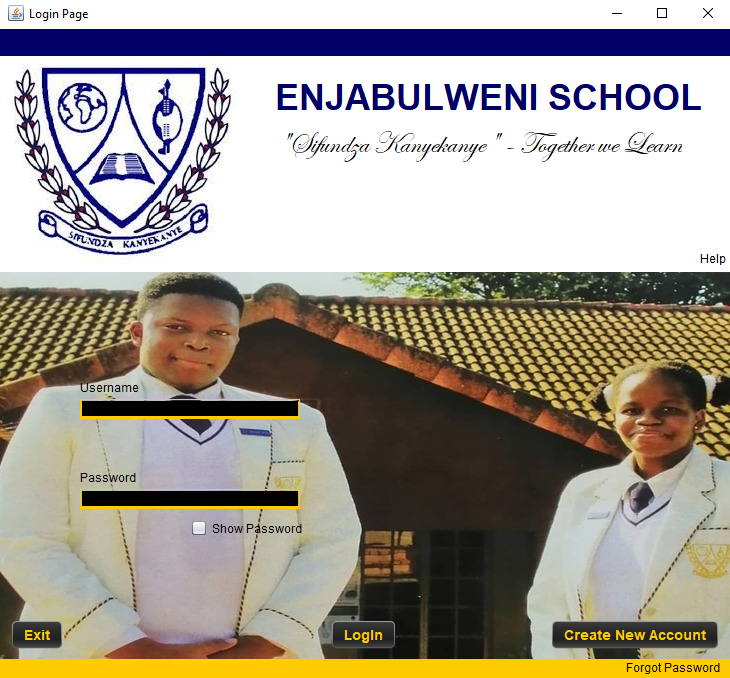 Login Page
ENJABULWENI SCHOOL
"Sifundza Kanyekanye " - Together we Learn
SIFUNDZA KANYEKANYE
Help
Username
Password
Show Password
Exit
LogIn
Create New Account
Forgot Password